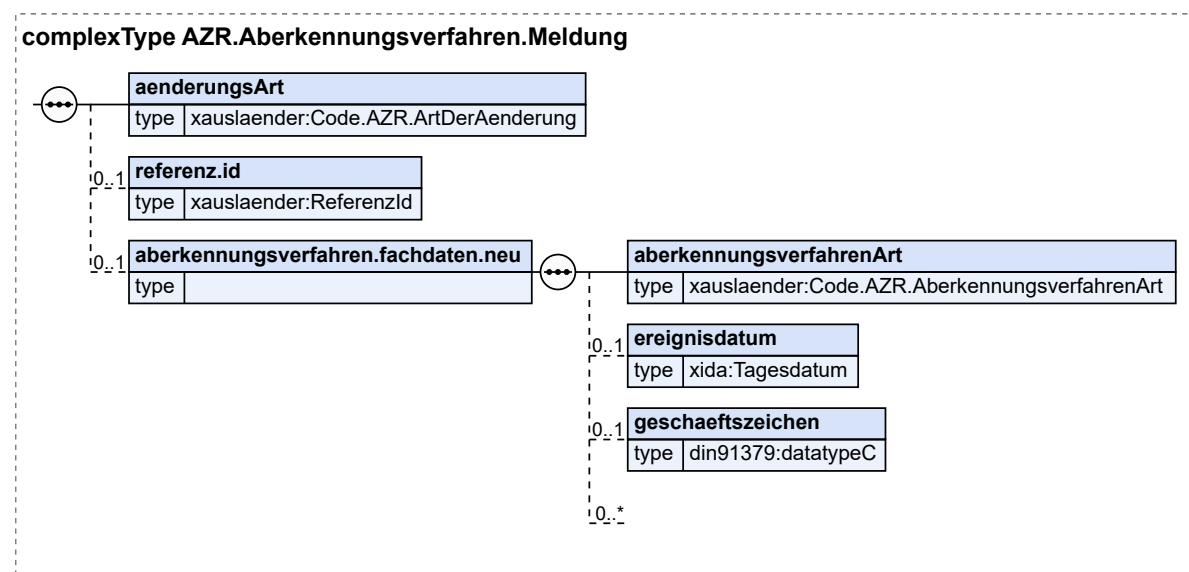 complexType AZR.Aberkennungsverfahren.Meldung
aenderungsArt
type xauslaender:Code.AZR.ArtDerAenderung
0..1 referenz.id
type xauslaender:ReferenzId
0..1 aberkennungsverfahren.fachdaten.neu
type
aberkennungsverfahrenArt
type xauslaender:Code.AZR.AberkennungsverfahrenArt
0..1 ereignisdatum
type xida:Tagesdatum
0..1 geschaeftszeichen
type din91379:datatypeC
0..*